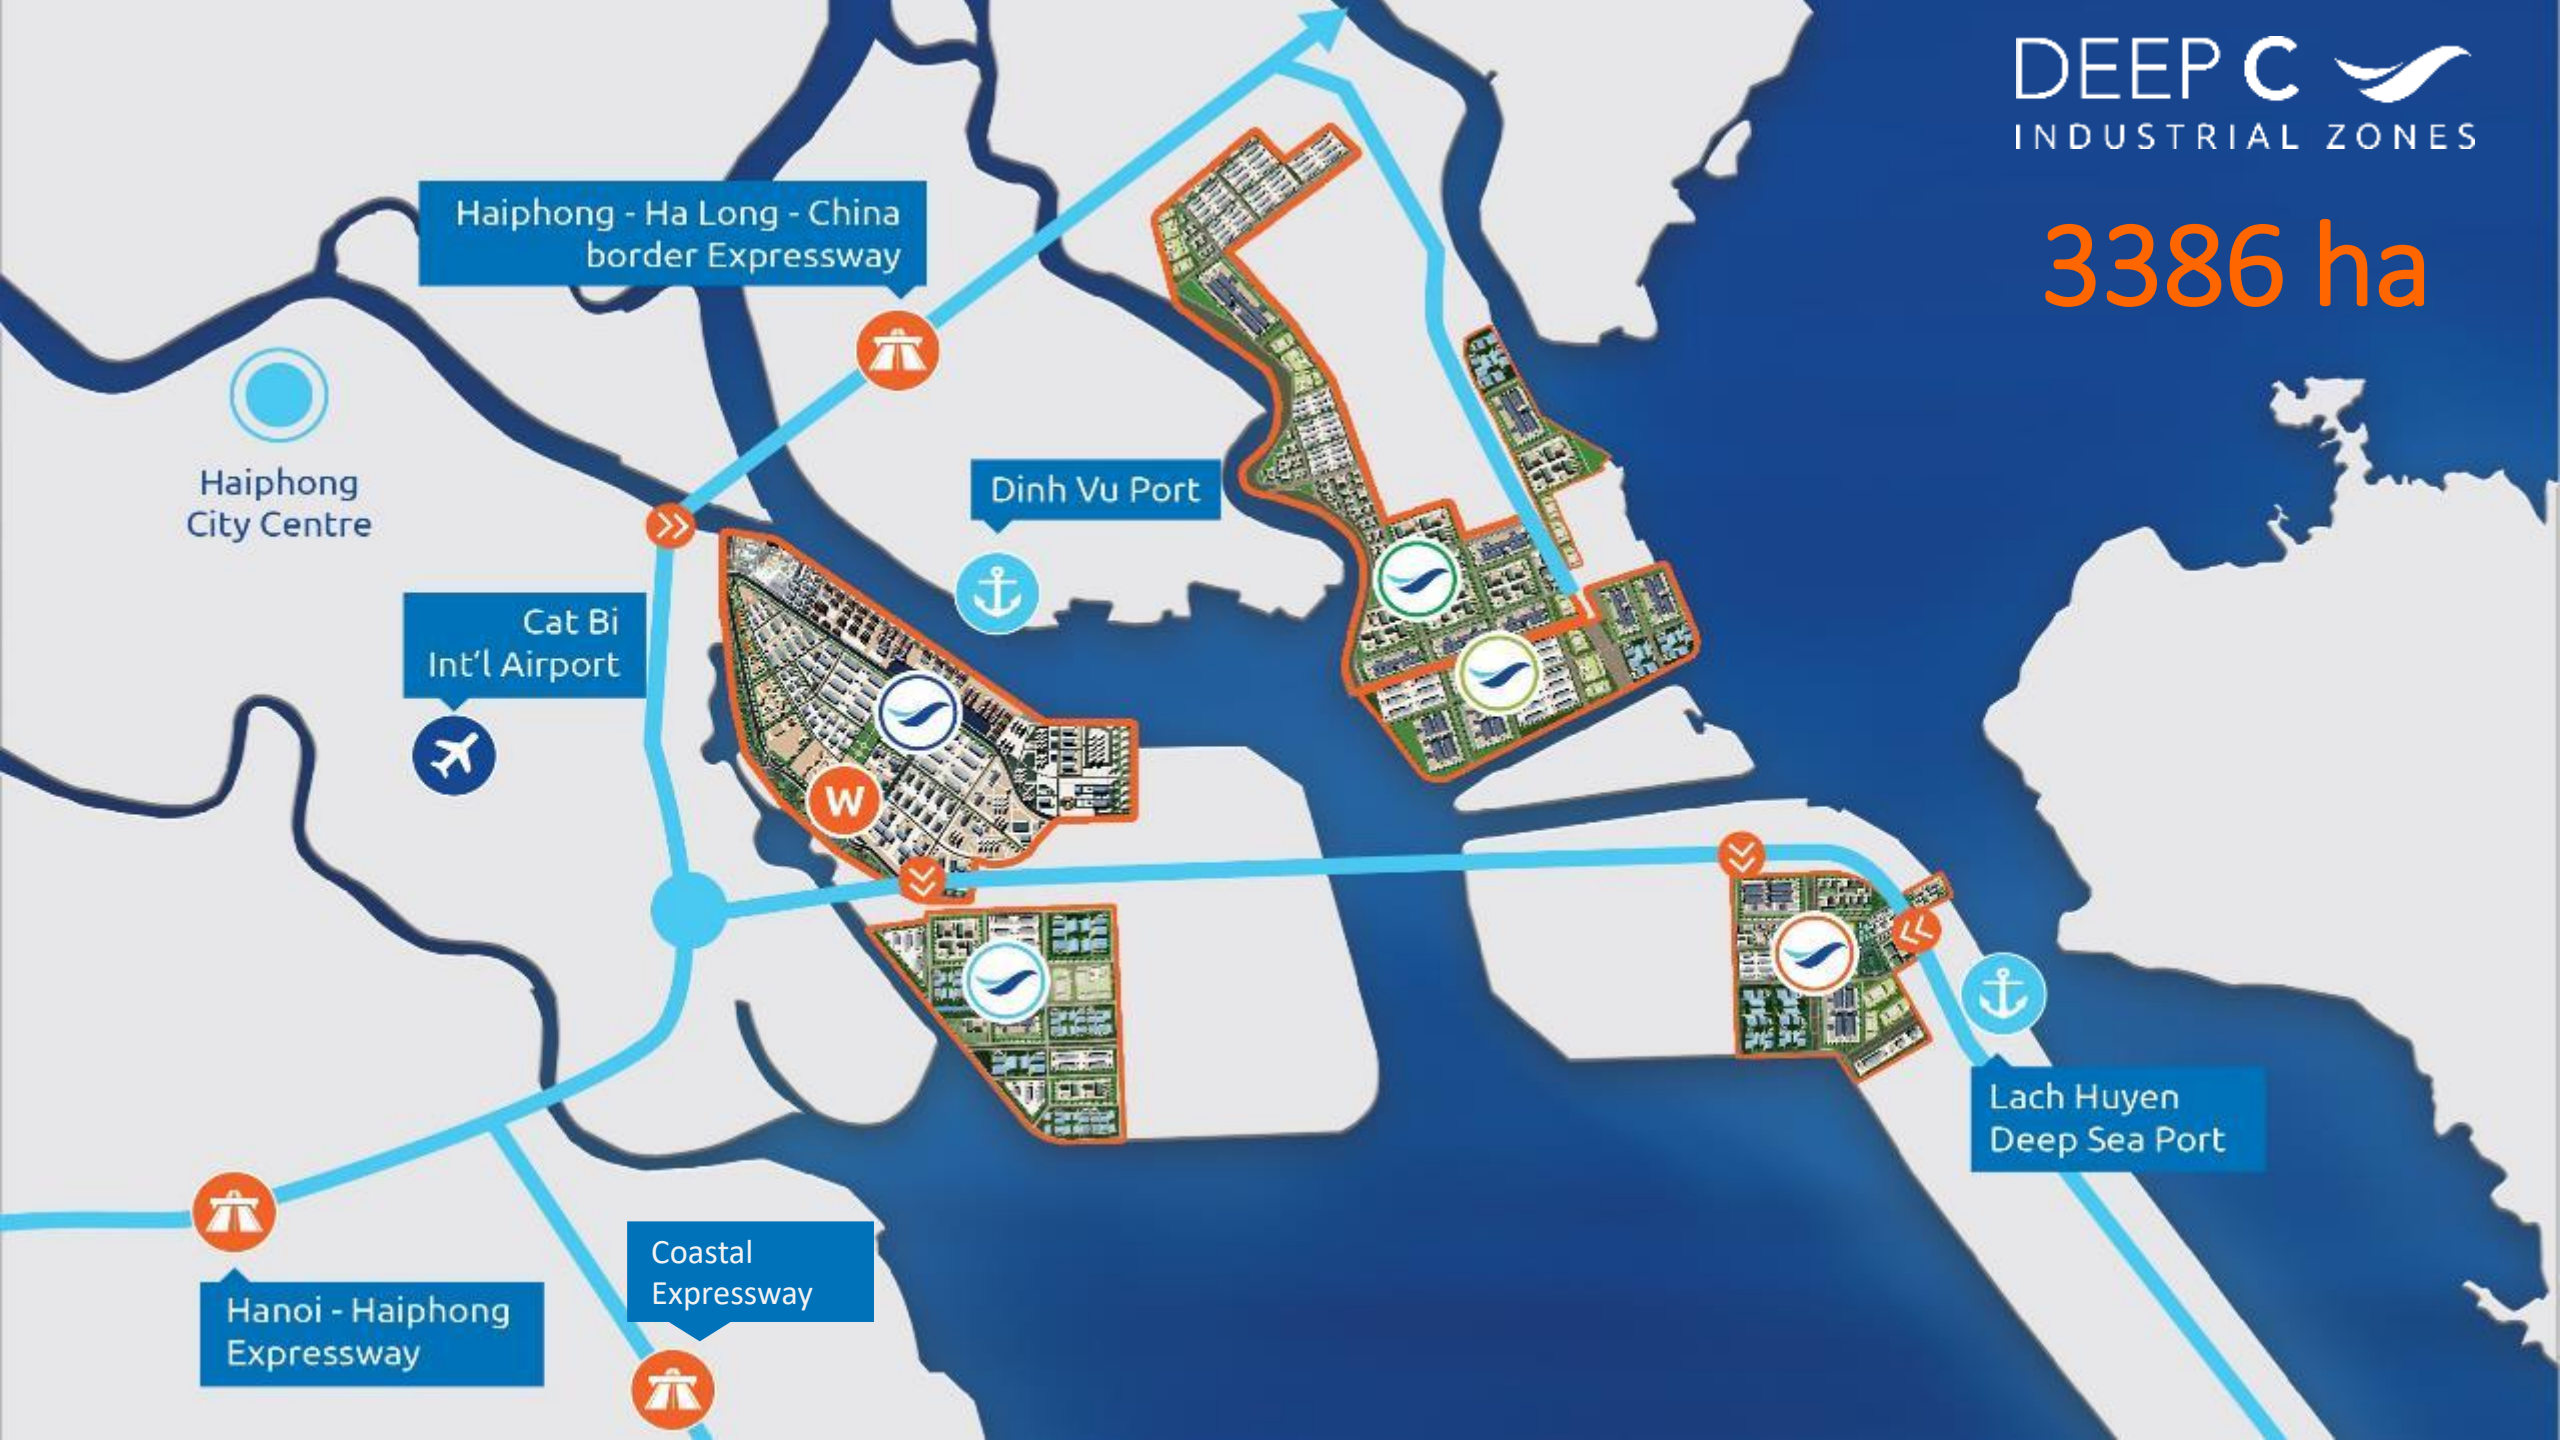 DEEP C
INDUSTRIAL ZONES
3386 ha
Haiphong - Ha Long - China
border Expressway
Haiphong
City Centre
Dinh Vu Port
Cat Bi
Int'l Airport
W
Lach Huyen
Deep Sea Port
Coastal
Expressway
Hanoi - Haiphong
Expressway